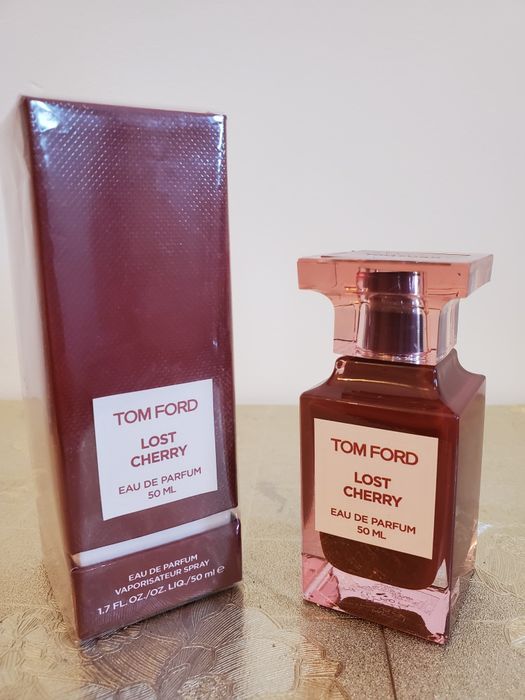 TOM FORD
LOST
CHERRY
EAU DE PARFUM
50 ML
EAU DE PARFUM
VAPORISATEUR SPRAY
1.7 FL.OZ./OZ. LIQ./50 ml e
TOM FORD
LOST
CHERRY
EAU DE PARFUM
50 ML